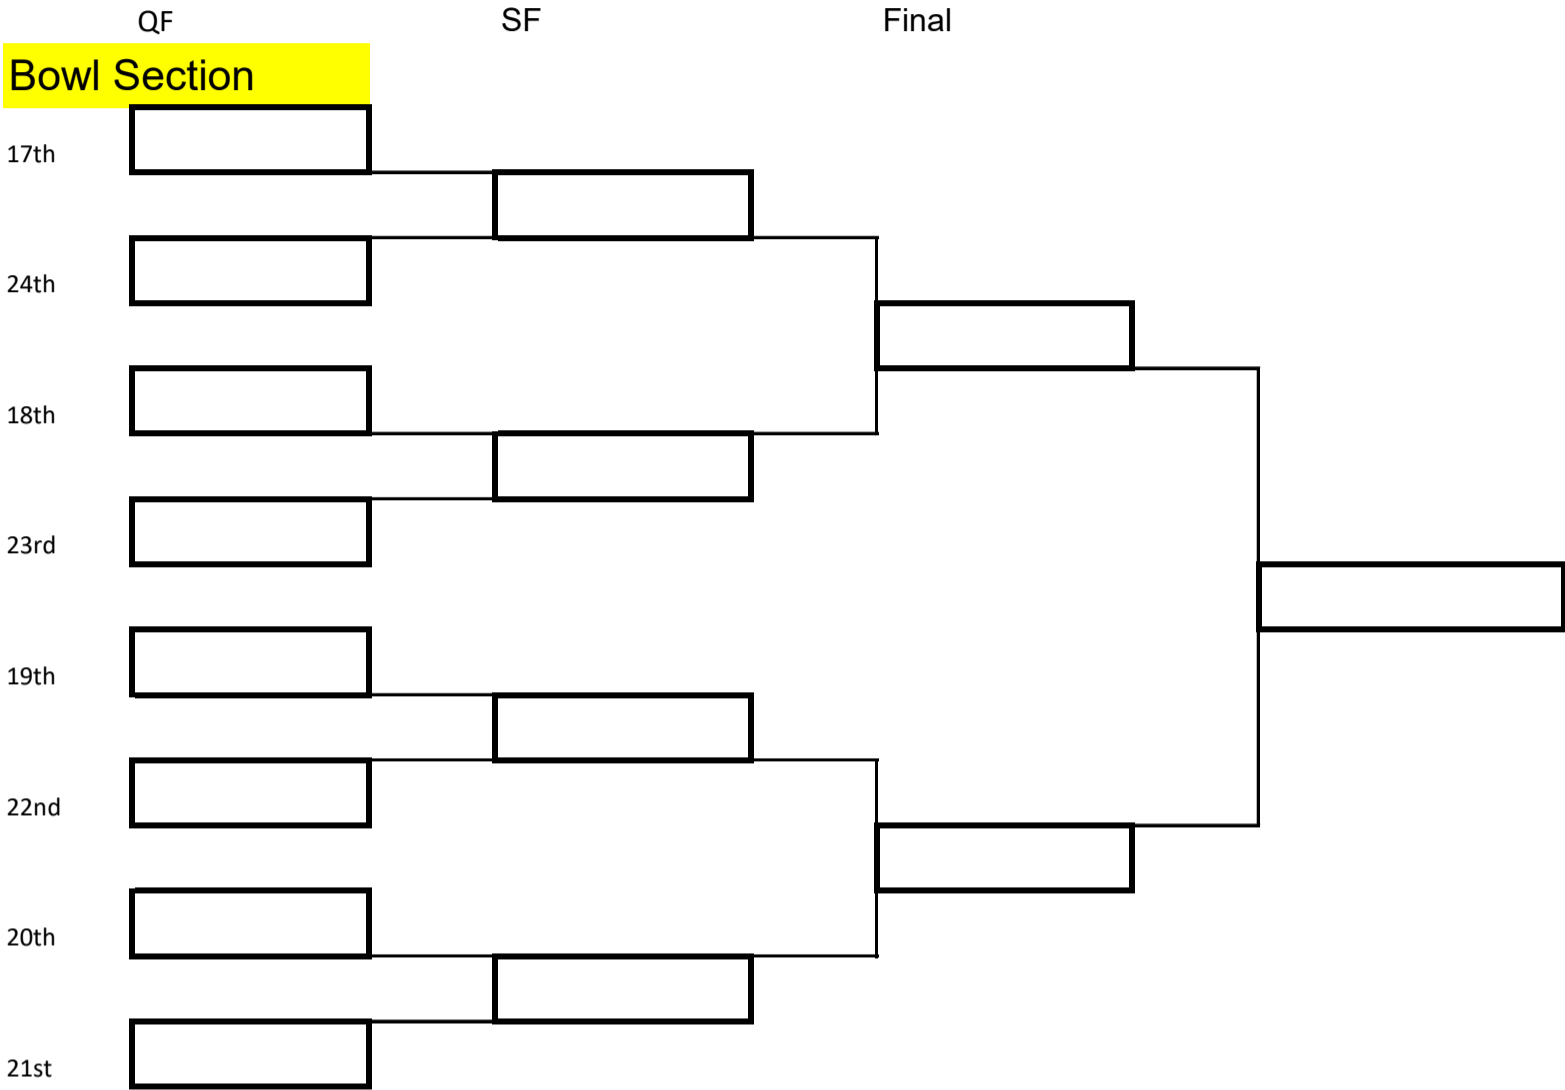 QF SF Final
Bowl Section
17th
24th
18th
23rd
19th
22nd
20th
21st